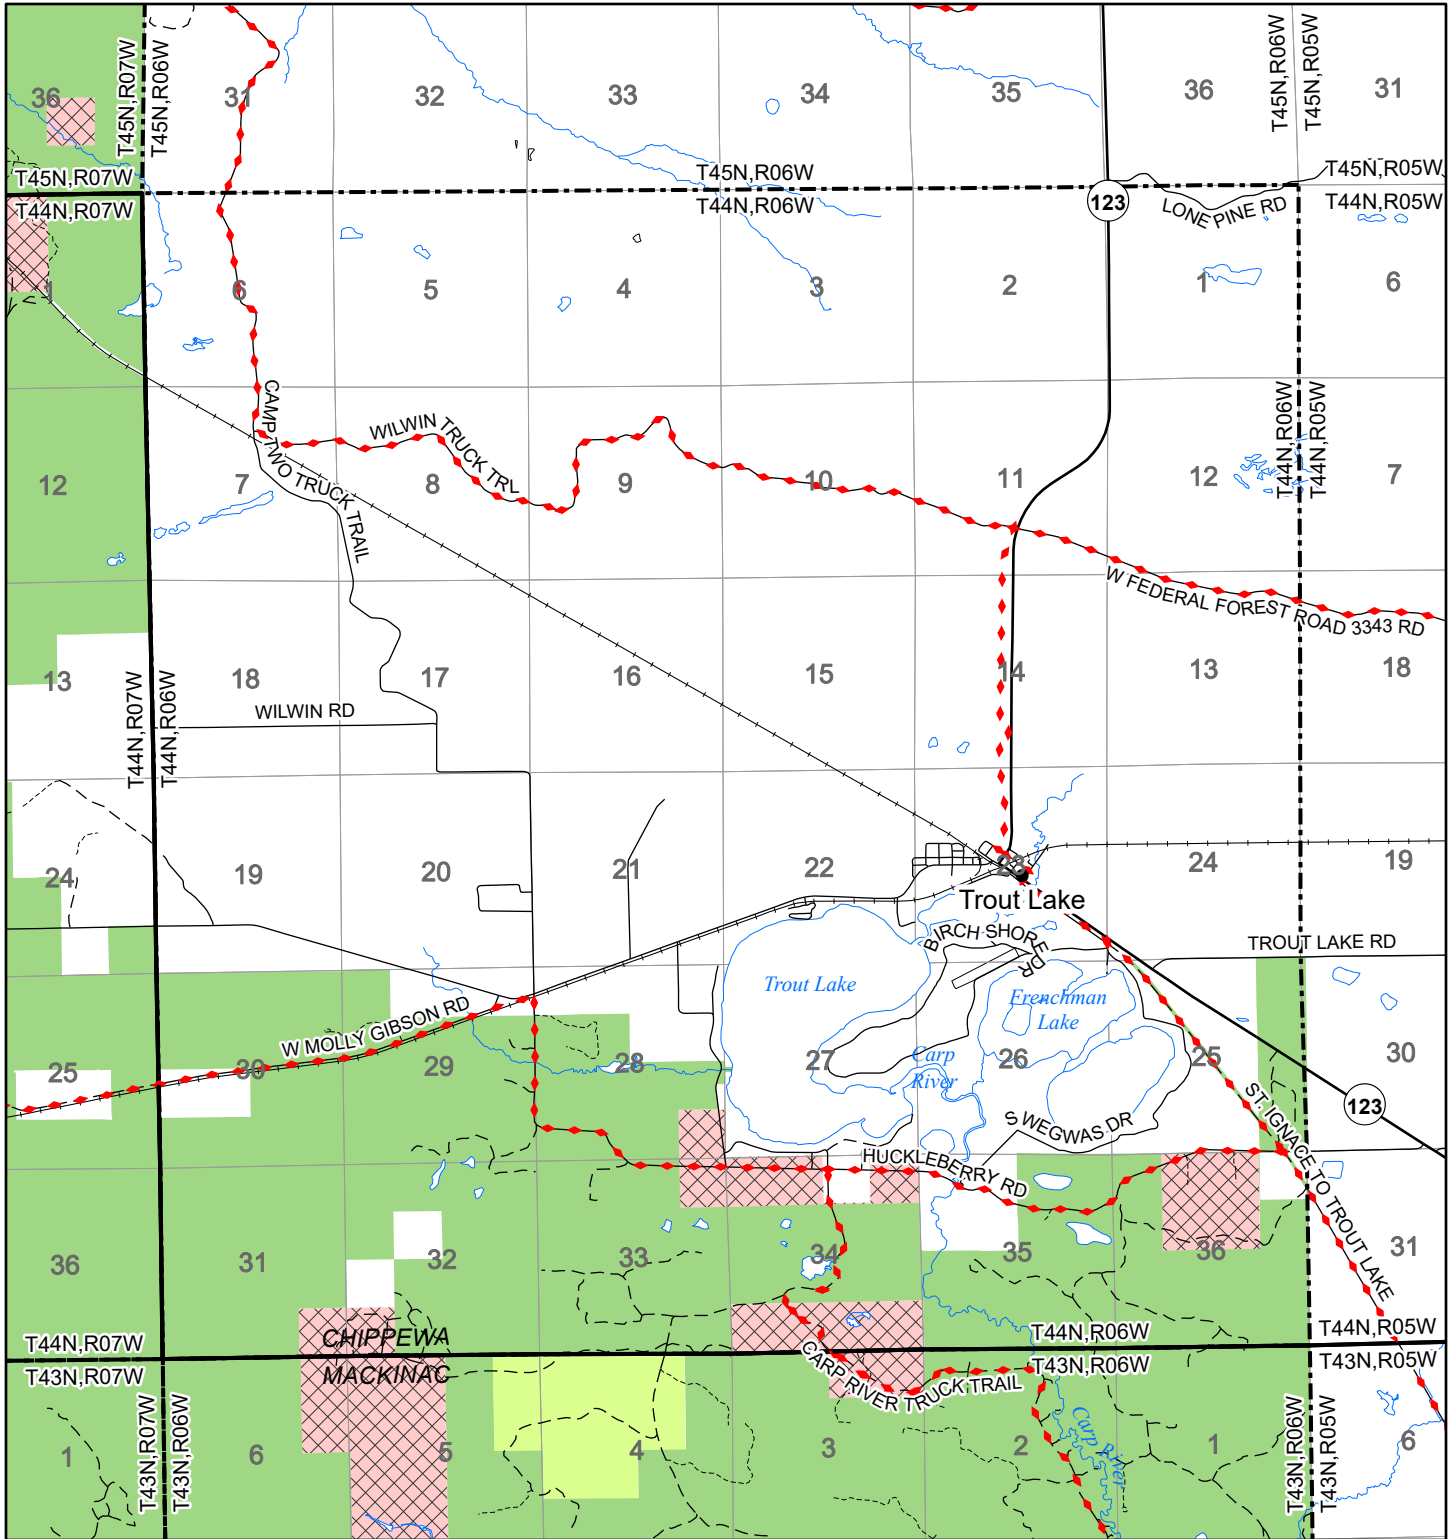 T45N,R07W
T45N,R06W
T45N,R06W
T45N,R05W
36
31
32
33
34
35
36
31
T45N,R07W
T44N,R07W
T45N,R06W
T44N,R06W
T45N,R05W
T44N,R05W
123
LONE PINE RD
1
6
5
4
3
2
1
6
CAMP TWO TRUCK TRAIL
WILWIN TRUCK TRL
T44N,R06W
T44N,R05W
12
7
8
9
10
11
12
7
W FEDERAL FOREST ROAD 3343 RD
13
18
17
16
15
14
13
18
T44N,R07W
T44N,R06W
WILWIN RD
24
19
20
21
22
23
24
19
Trout Lake
BIRCH SHORE DR
TROUT LAKE RD
Trout Lake
Frenchman
Lake
W MOLLY GIBSON RD
25
30
29
28
27
Carp
River
26
25
30
123
S WEGWAS DR
HUCKLEBERRY RD
ST. IGNACE TO TROUT LAKE
36
31
32
33
34
35
36
31
CHIPPEWA
MACKINAC
T44N,R07W
T43N,R07W
T44N,R06W
T43N,R06W
T44N,R05W
T43N,R05W
CARP RIVER TRUCK TRAIL
Carp River
T43N,R07W
T43N,R06W
T43N,R06W
T43N,R05W
1
6
5
4
3
2
1
6